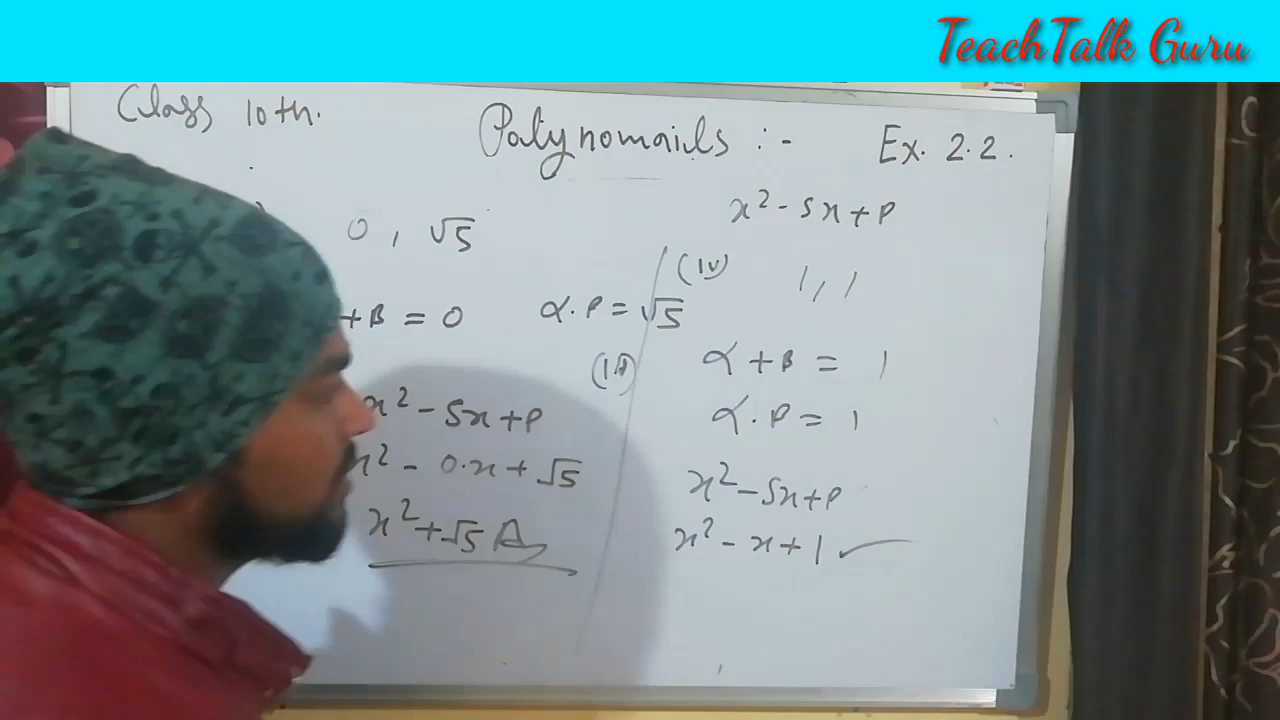 TeachTalk Guru
Class 10th.
Polynomails :-
Ex. 2.2.
x² - Sx + P
0, √5
(iv) 1, 1
+ B = 0 α. P = √5
α + B = 1
x² - Sx + P
α. P = 1
x² - 0.x + √5
x² - Sx + P
x² + √5
x² - x + 1